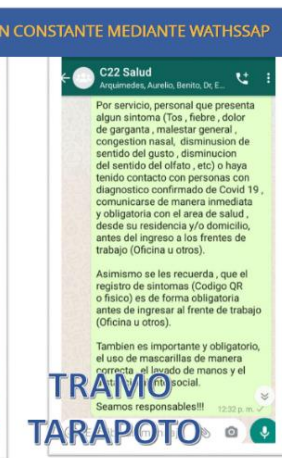 N CONSTANTE MEDIANTE WATHSSAP
C22 Salud
Arquimedes, Aurelio, Benito, Dr, E...
Por servicio, personal que presenta
algun sintoma (Tos , fiebre , dolor
de garganta , malestar general ,
congestion nasal, disminusion de
sentido del gusto , disminucion
del sentido del olfato , etc) o haya
tenido contacto con personas con
diagnostico confirmado de Covid 19 ,
comunicarse de manera inmediata
y obligatoria con el area de salud ,
desde su residencia y/o domicilio,
antes del ingreso a los frentes de
trabajo (Oficina u otros).
Asimismo se les recuerda , que el
registro de sintomas (Codigo QR
o fisico) es de forma obligatoria
antes de ingresar al frente de trabajo
(Oficina u otros).
Tambien es importante y obligatorio,
el uso de mascarillas de manera
correcta , el lavado de manos y el
social.
Seamos responsables!!! 12:32 p. m.
TRAMO
TARAPOTO